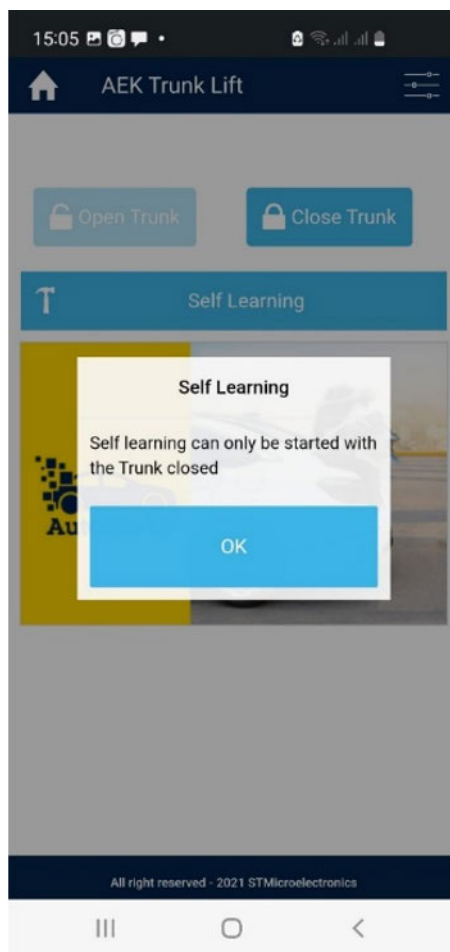 15:05
AEK Trunk Lift
Open Trunk
Close Trunk
Self Learning
Self Learning
Self learning can only be started with
the Trunk closed
Au
OK
All right reserved - 2021 STMicroelectronics